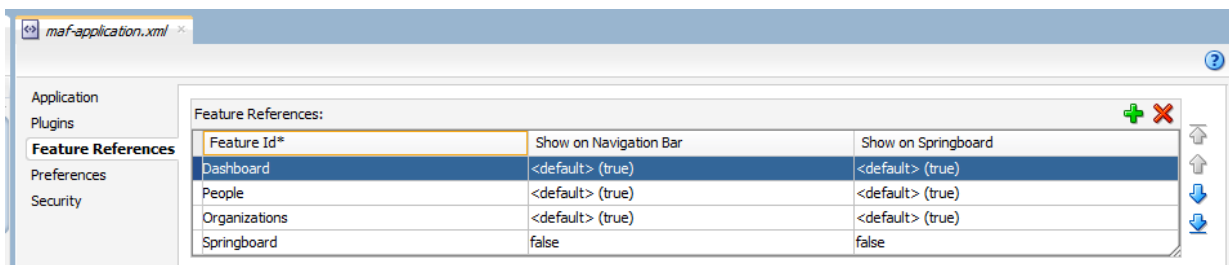 maf-application.xml
Application
Plugins
Feature References
Preferences
Security
Feature References:
Feature Id* Show on Navigation Bar Show on Springboard
Dashboard <default> (true) <default> (true)
People <default> (true) <default> (true)
Organizations <default> (true) <default> (true)
Springboard false false